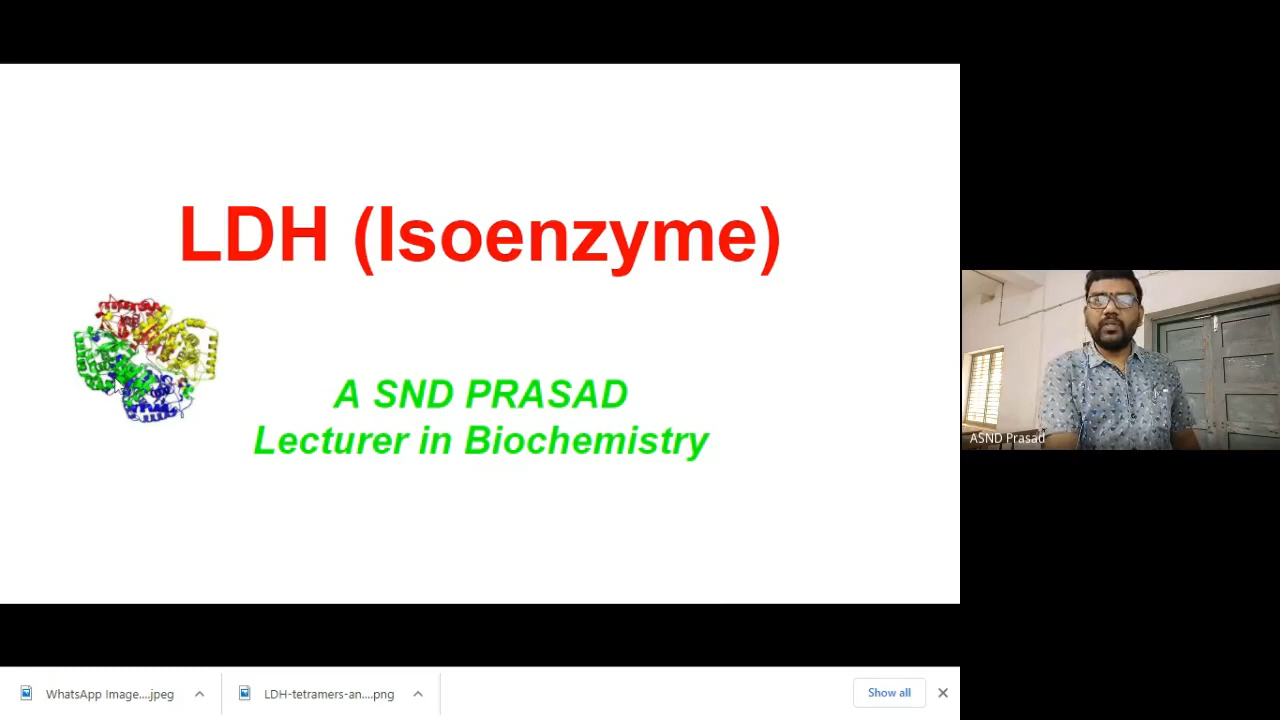 LDH (Isoenzyme)
A SND PRASAD
Lecturer in Biochemistry
ASND Prasad
WhatsApp Image....jpeg
LDH-tetramers-an....png
Show all